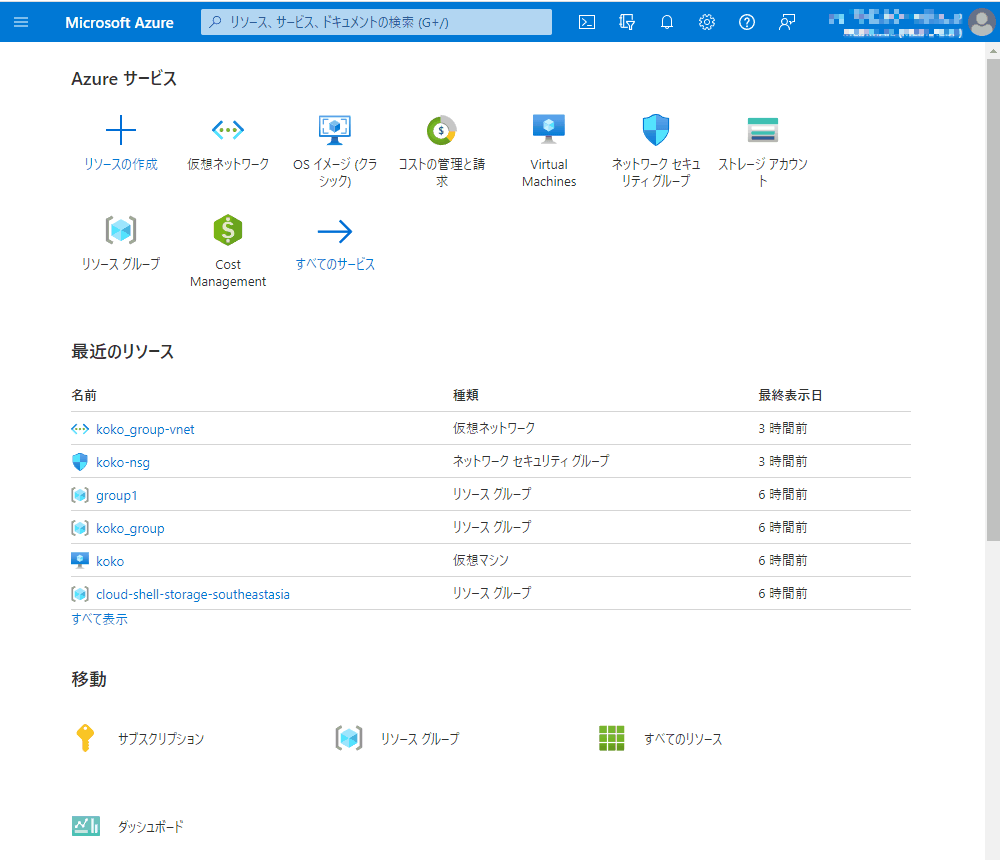 Microsoft Azure
リソース、サービス、ドキュメントの検索 (G+/)
Azure サービス
リソースの作成
仮想ネットワーク
OS イメージ (クラ
シック)
コストの管理と請
求
Virtual
Machines
ネットワーク セキュ
リティ グループ
ストレージ アカウン
ト
リソース グループ
Cost
Management
すべてのサービス
最近のリソース
名前 種類 最終表示日
koko_group-vnet 仮想ネットワーク 3 時間前
koko-nsg ネットワーク セキュリティ グループ 3 時間前
group1 リソース グループ 6 時間前
koko_group リソース グループ 6 時間前
koko 仮想マシン 6 時間前
cloud-shell-storage-southeastasia リソース グループ 6 時間前
すべて表示
移動
サブスクリプション
リソース グループ
すべてのリソース
ダッシュボード